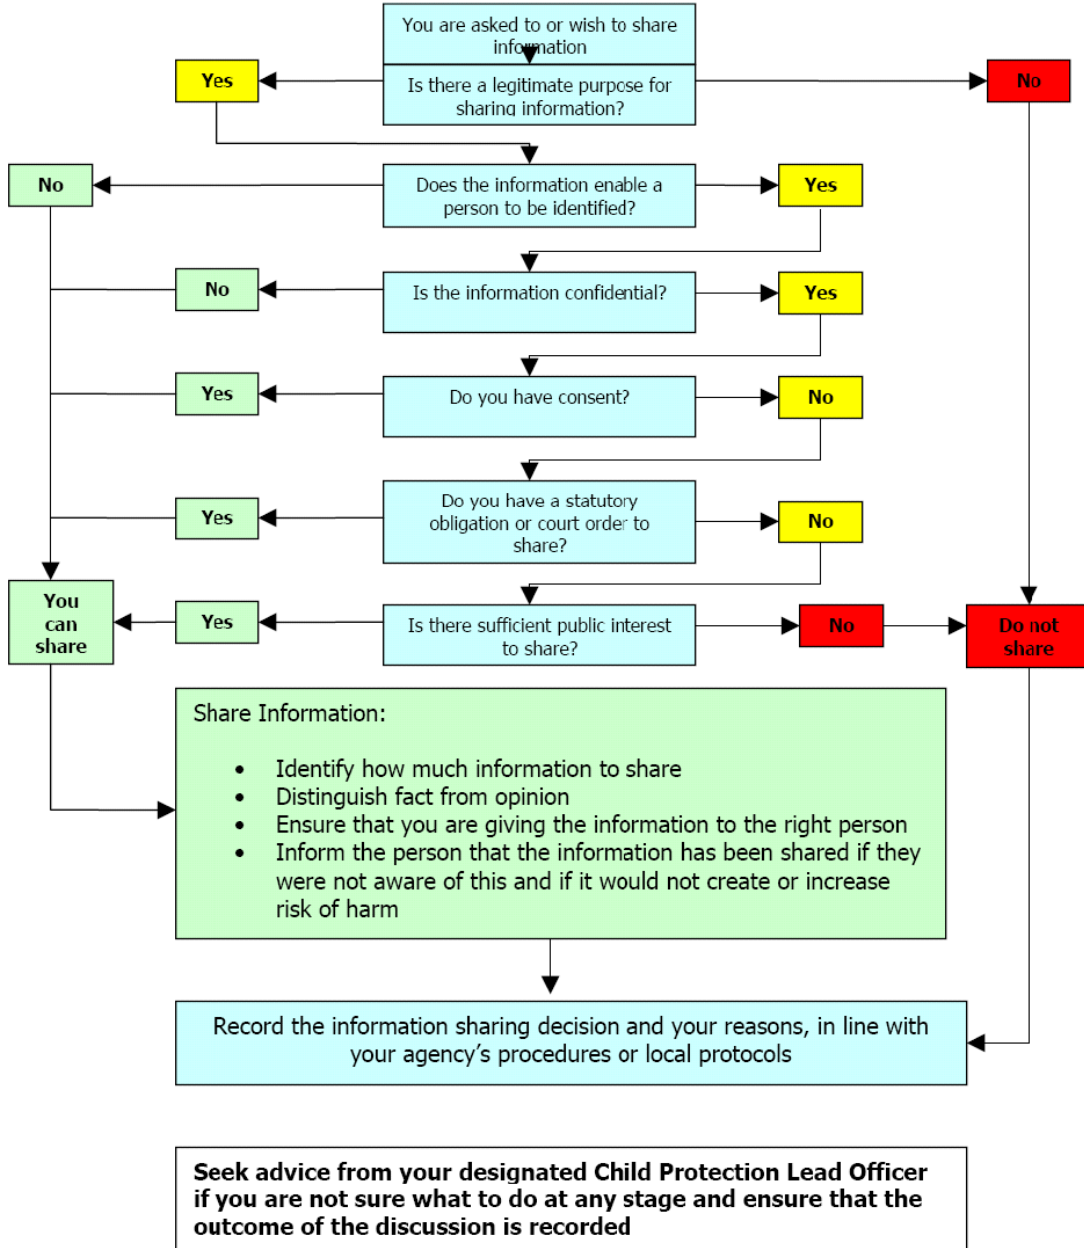 You are asked to or wish to share
information
Yes
Is there a legitimate purpose for
sharing information?
No
No
Does the information enable a
person to be identified?
Yes
No
Is the information confidential?
Yes
Yes
Do you have consent?
No
Yes
Do you have a statutory
obligation or court order to
share?
No
You
can
share
Yes
Is there sufficient public interest
to share?
No
Do not
share
Share Information:
• Identify how much information to share
• Distinguish fact from opinion
• Ensure that you are giving the information to the right person
• Inform the person that the information has been shared if they
were not aware of this and if it would not create or increase
risk of harm
Record the information sharing decision and your reasons, in line with
your agency’s procedures or local protocols
Seek advice from your designated Child Protection Lead Officer
if you are not sure what to do at any stage and ensure that the
outcome of the discussion is recorded